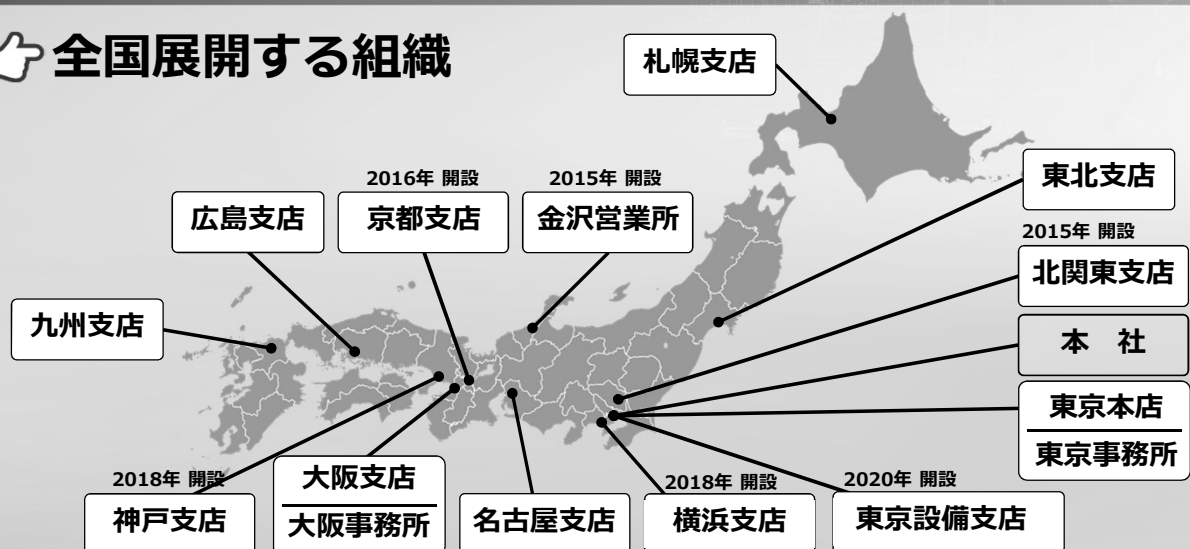 全国展開する組織
札幌支店
東北支店
2016年 開設
2015年 開設
広島支店
京都支店
金沢営業所
2015年 開設
北関東支店
九州支店
本　社
東京本店
東京事務所
2018年 開設
神戸支店
大阪支店
大阪事務所
名古屋支店
2018年 開設
横浜支店
2020年 開設
東京設備支店